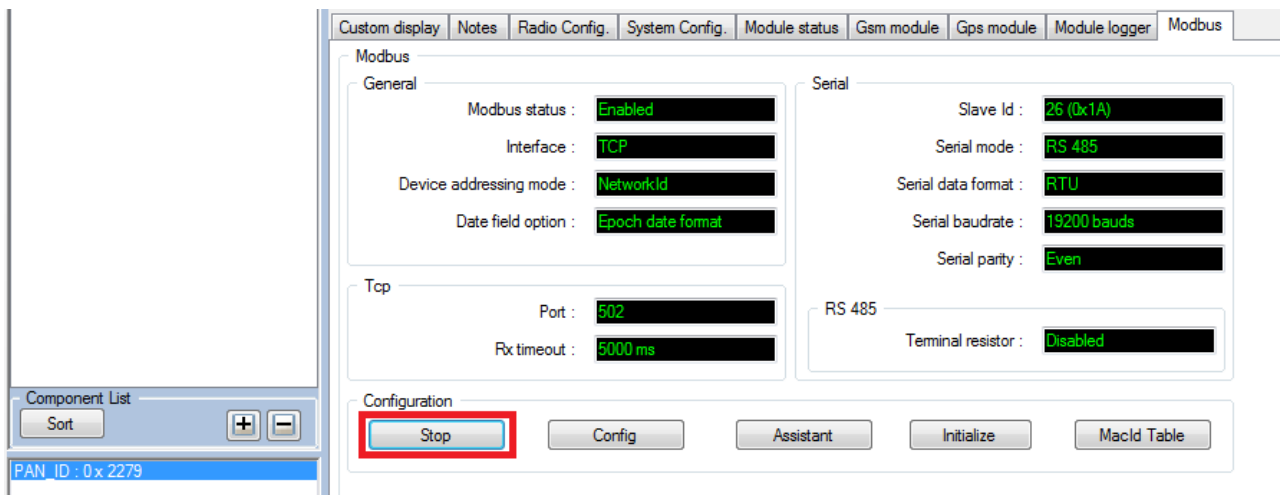 Custom display Notes Radio Config. System Config. Module status Gsm module Gps module Module logger Modbus
Modbus
General
Modbus status : Enabled
Interface : TCP
Device addressing mode : NetworkId
Date field option : Epoch date format
Tcp
Port : 502
Rx timeout : 5000 ms
Serial
Slave Id : 26 (0x1A)
Serial mode : RS 485
Serial data format : RTU
Serial baudrate : 19200 bauds
Serial parity : Even
RS 485
Terminal resistor : Disabled
Configuration
Stop Config Assistant Initialize MacId Table
Component List
Sort + -
PAN_ID : 0 x 2279